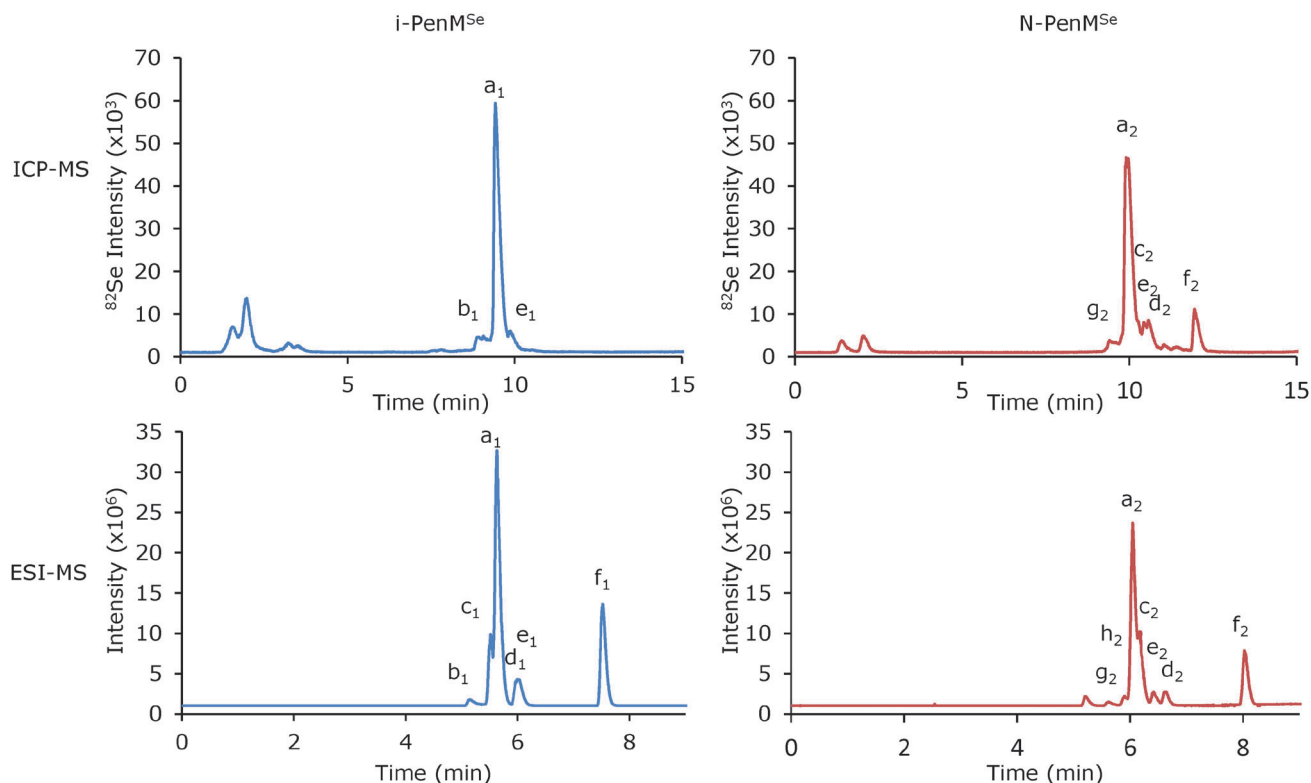 i-PenM^Se
N-PenM^Se
ICP-MS
⁸²Se Intensity (x10³)
70
60
50
40
30
20
10
0
a₁
b₁
e₁
0
5
10
15
Time (min)
⁸²Se Intensity (x10³)
70
60
50
40
30
20
10
0
a₂
c₂
e₂
g₂
d₂
f₂
0
5
10
15
Time (min)
ESI-MS
Intensity (x10⁶)
35
30
25
20
15
10
5
0
a₁
c₁
f₁
e₁
d₁
b₁
0
2
4
6
8
Time (min)
Intensity (x10⁶)
35
30
25
20
15
10
5
0
a₂
c₂
h₂
f₂
e₂
g₂
d₂
0
2
4
6
8
Time (min)